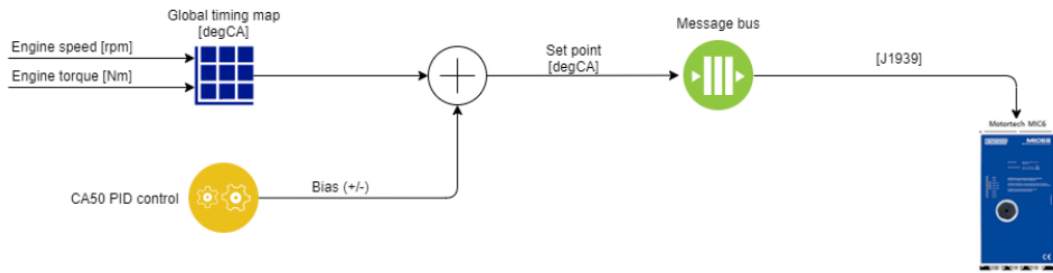 Global timing map
[degCA]
Message bus
Engine speed [rpm]
Engine torque [Nm]
Set point
[degCA]
[J1939]
Motortech MIC6
CA50 PID control
Bias (+/-)